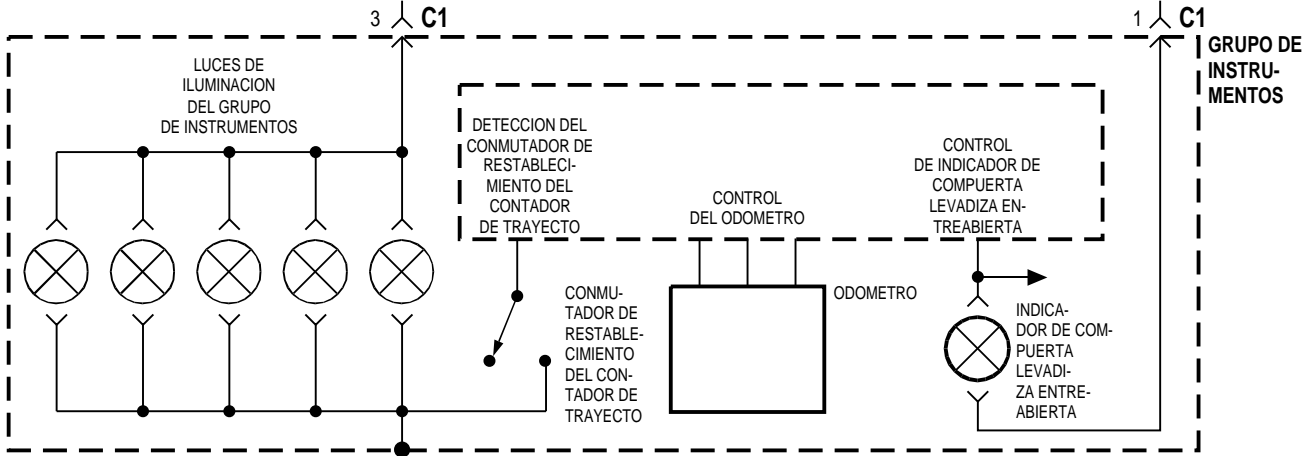 3 C1
1 C1
GRUPO DE
INSTRU-
MENTOS
LUCES DE
ILUMINACION
DEL GRUPO
DE INSTRUMENTOS
DETECCION DEL
CONMUTADOR DE
RESTABLECI-
MIENTO DEL
CONTADOR
DE TRAYECTO
CONTROL
DEL ODOMETRO
CONTROL
DE INDICADOR DE
COMPUERTA
LEVADIZA EN-
TREABIERTA
CONMU-
TADOR DE
RESTABLE-
CIMIENTO
DEL CON-
TADOR DE
TRAYECTO
ODOMETRO
INDICA-
DOR DE COM-
PUERTA
LEVADI-
ZA ENTRE-
ABIERTA